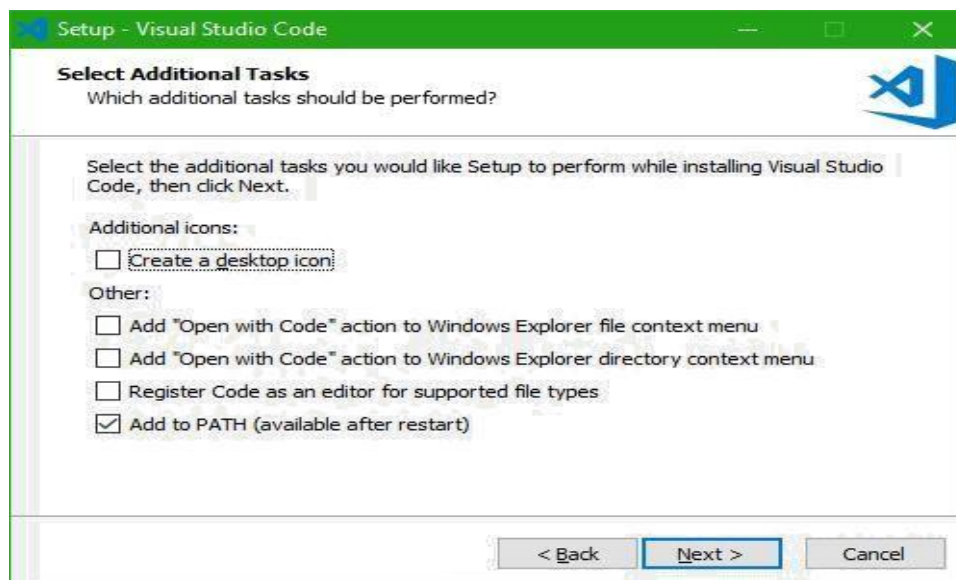 Setup - Visual Studio Code
Select Additional Tasks
Which additional tasks should be performed?
Select the additional tasks you would like Setup to perform while installing Visual Studio
Code, then click Next.
Additional icons:
Create a desktop icon
Other:
Add "Open with Code" action to Windows Explorer file context menu
Add "Open with Code" action to Windows Explorer directory context menu
Register Code as an editor for supported file types
Add to PATH (available after restart)
< Back Next > Cancel